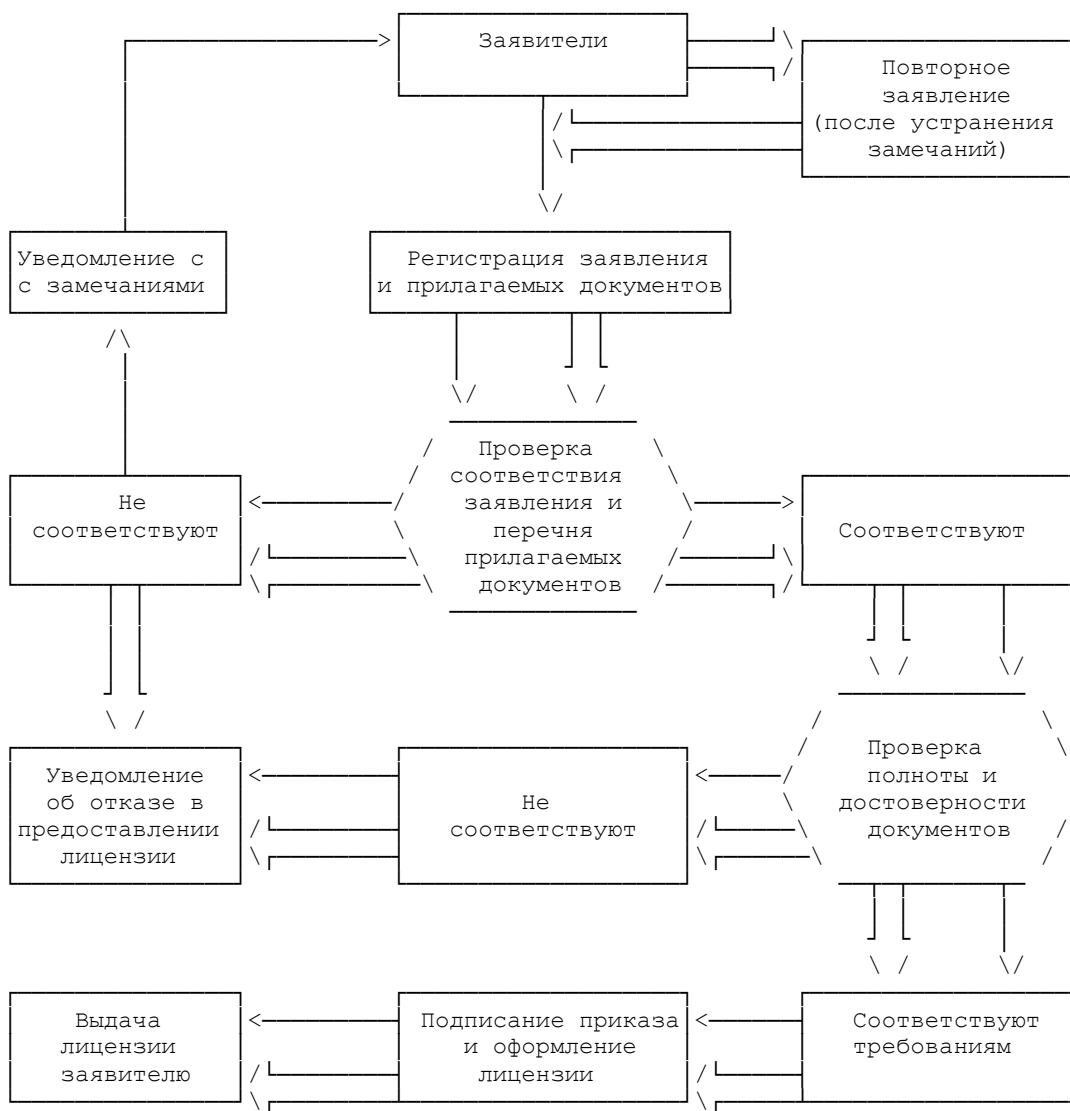 Заявители
Повторное
заявление
(после устранения
замечаний)
Уведомление с
с замечаниями
Регистрация заявления
и прилагаемых документов
Проверка
соответствия
заявления и
перечня
прилагаемых
документов
Не
соответствуют
Соответствуют
Уведомление
об отказе в
предоставлении
лицензии
Не
соответствуют
Проверка
полноты и
достоверности
документов
Выдача
лицензии
заявителю
Подписание приказа
и оформление
лицензии
Соответствуют
требованиям